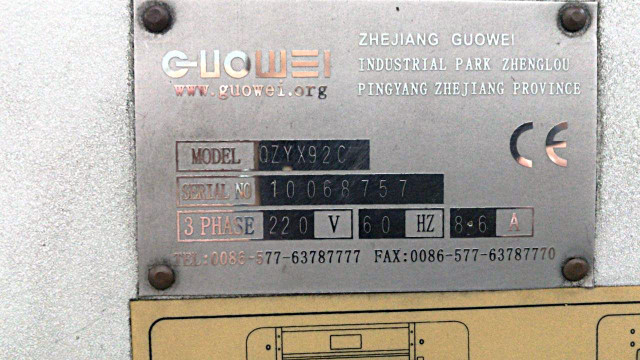 GUOWEI
www.guowei.org
ZHEJIANG GUOWEI
INDUSTRIAL PARK ZHENGLOU
PINGYANG ZHEJIANG PROVINCE
CE
MODEL QZYX92C
SERIAL NO 10068757
3 PHASE 220 V 60 HZ 8.6 A
TEL:0086-577-63787777 FAX:0086-577-63787770